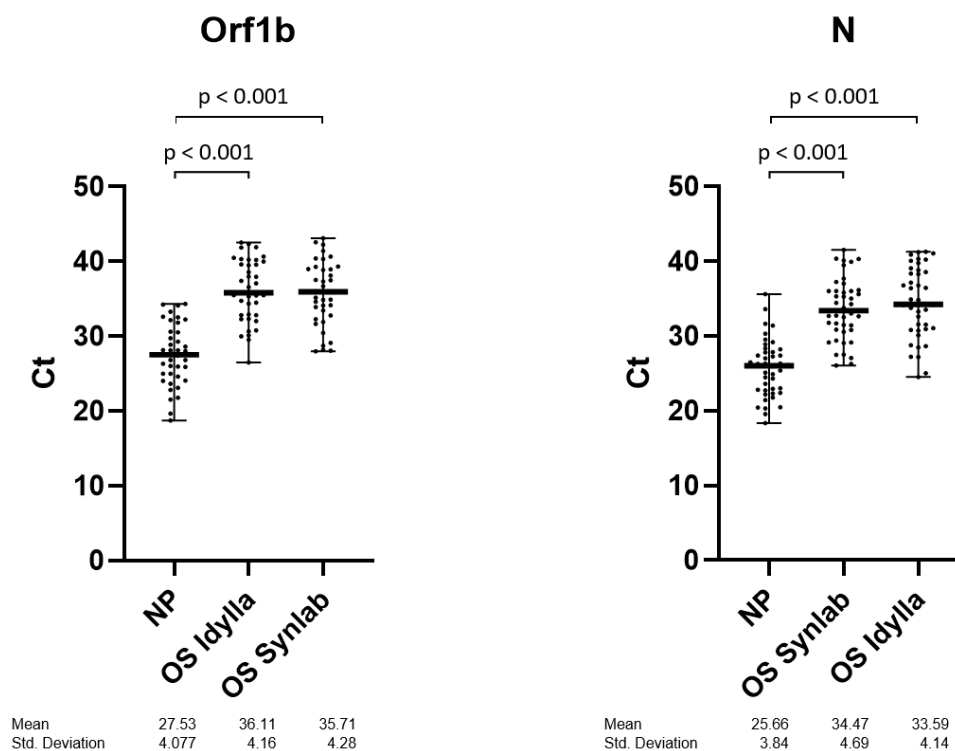 Orf1b
p < 0.001
p < 0.001
50
40
30
20
10
0
Ct
NP
OS Idylla
OS Synlab
Mean 27.53 36.11 35.71
Std. Deviation 4.077 4.16 4.28
N
p < 0.001
p < 0.001
50
40
30
20
10
0
Ct
NP
OS Synlab
OS Idylla
Mean 25.66 34.47 33.59
Std. Deviation 3.84 4.69 4.14